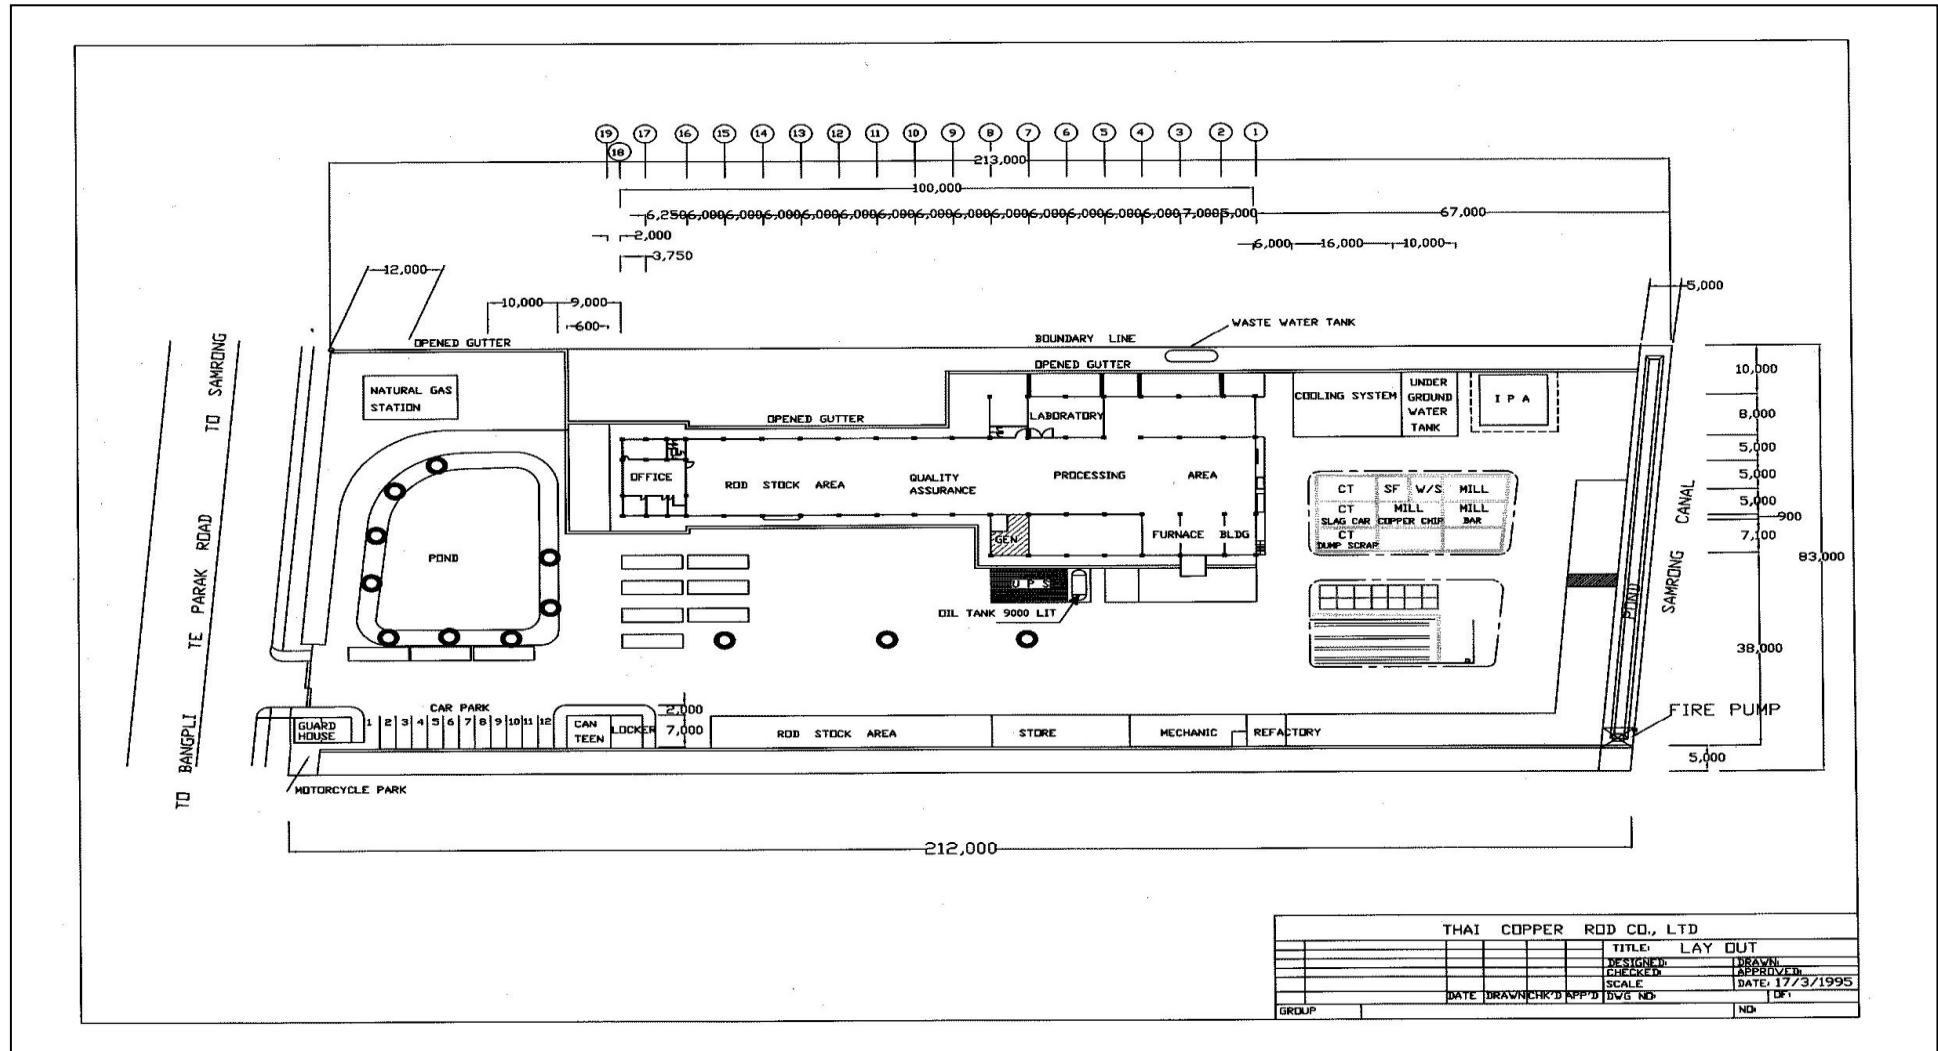 19
17
16
15
14
13
12
11
10
9
8
7
6
5
4
3
2
1
18
213,000
100,000
6,250 6,000 6,000 6,000 6,000 6,000 6,000 6,000 6,000 6,000 6,000 6,000 6,000 6,000 7,000 5,000
67,000
2,000
6,000
16,000
10,000
3,750
12,000
5,000
10,000
9,000
600
WASTE WATER TANK
BOUNDARY LINE
OPENED GUTTER
OPENED GUTTER
OPENED GUTTER
NATURAL GAS
STATION
TO BANGPLI TE PARAK ROAD TO SAMRONG
LABORATORY
COOLING SYSTEM
UNDER
GROUND
WATER
TANK
I P A
10,000
8,000
5,000
5,000
5,000
900
7,100
83,000
38,000
5,000
OFFICE
ROD STOCK AREA
QUALITY
ASSURANCE
PROCESSING AREA
CT SF W/S MILL
CT MILL MILL
SLAG CAR COPPER CHIP BAR
CT
DUMP SCRAP
GEN
FURNACE BLDG
POND
U P S
OIL TANK 9000 LIT
POND
SAMRONG CANAL
FIRE PUMP
CAR PARK
GUARD
HOUSE
1 2 3 4 5 6 7 8 9 10 11 12
CAN
TEEN
LOCKER
2,000
7,000
ROD STOCK AREA
STORE
MECHANIC
REFACTORY
MOTORCYCLE PARK
212,000
THAI COPPER ROD CO., LTD
TITLE: LAY OUT
DESIGNED: DRAWN:
CHECKED: APPROVED:
SCALE DATE: 17/3/1995
DATE DRAWN CHK'D APP'D DWG NO: OF:
GROUP NO: